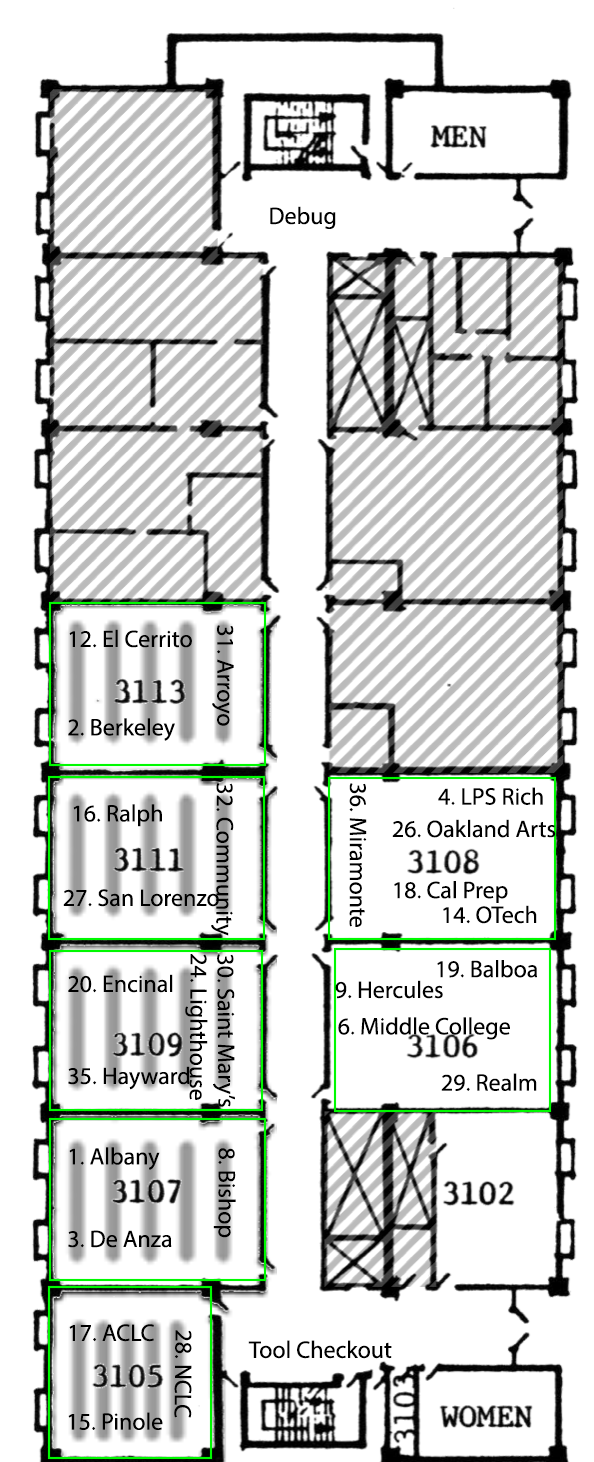 MEN
Debug
12. El Cerrito
31. Arroyo
3113
2. Berkeley
16. Ralph
32. Community
3111
27. San Lorenzo
36. Miramonte
4. LPS Rich
26. Oakland Arts
3108
18. Cal Prep
14. OTech
20. Encinal
24. Lighthouse
30. Saint Mary's
3109
35. Hayward
19. Balboa
9. Hercules
6. Middle College
3106
29. Realm
1. Albany
8. Bishop
3107
3. De Anza
3102
17. ACLC
28. NCLC
3105
15. Pinole
Tool Checkout
3103
WOMEN